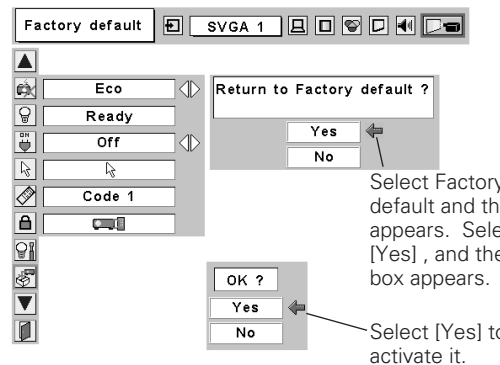 Factory default
SVGA 1
Eco
Ready
ON
Off
Code 1
Return to Factory default ?
Yes
No
Select Factory
default and th
appears. Sele
[Yes] , and the
box appears.
OK ?
Yes
No
Select [Yes] to
activate it.